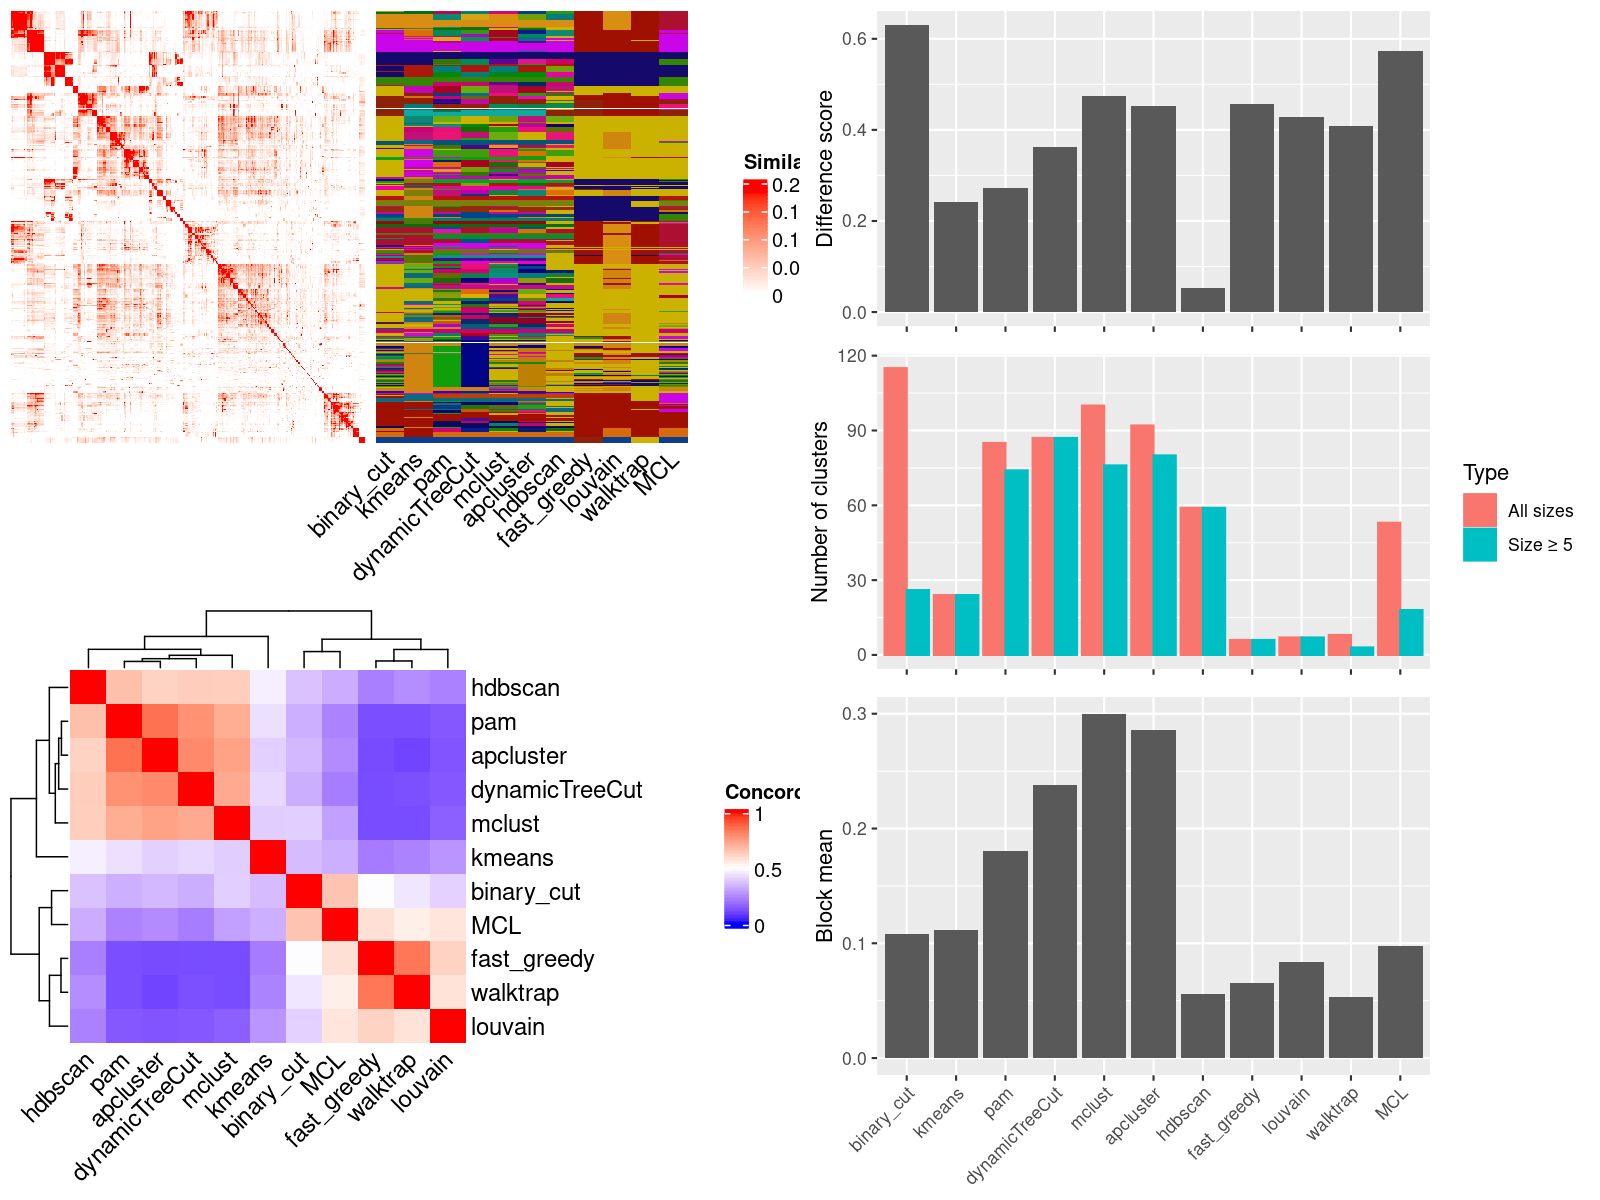 Simila
0.2
0.1
0.1
0.0
0
binary_cut
kmeans
pam
dynamicTreeCut
mclust
apcluster
hdbscan
fast_greedy
louvain
walktrap
MCL
hdbscan
pam
apcluster
dynamicTreeCut
mclust
kmeans
binary_cut
MCL
fast_greedy
walktrap
louvain
hdbscan
pam
apcluster
dynamicTreeCut
mclust
kmeans
binary_cut
MCL
fast_greedy
walktrap
louvain
Concord
1
0.5
0
Difference score
0.6
0.4
0.2
0.0
Number of clusters
120
90
60
30
0
Type
All sizes
Size ≥ 5
Block mean
0.3
0.2
0.1
0.0
binary_cut
kmeans
pam
dynamicTreeCut
mclust
apcluster
hdbscan
fast_greedy
louvain
walktrap
MCL